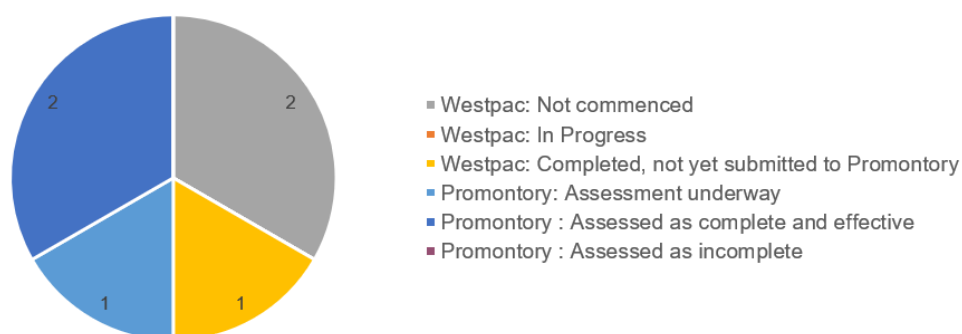 2
2
1
1
Westpac: Not commenced
Westpac: In Progress
Westpac: Completed, not yet submitted to Promontory
Promontory: Assessment underway
Promontory : Assessed as complete and effective
Promontory : Assessed as incomplete